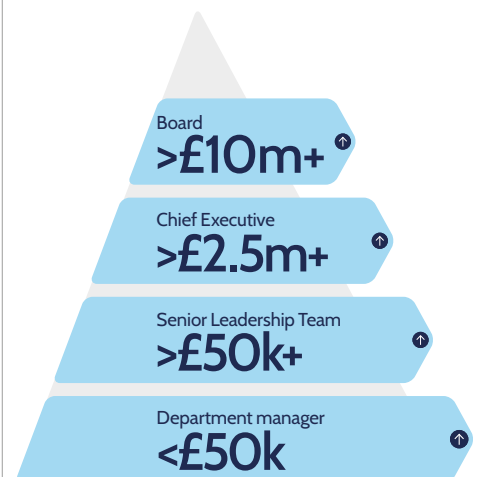 Board
>£10m+
Chief Executive
>£2.5m+
Senior Leadership Team
>£50k+
Department manager
<£50k